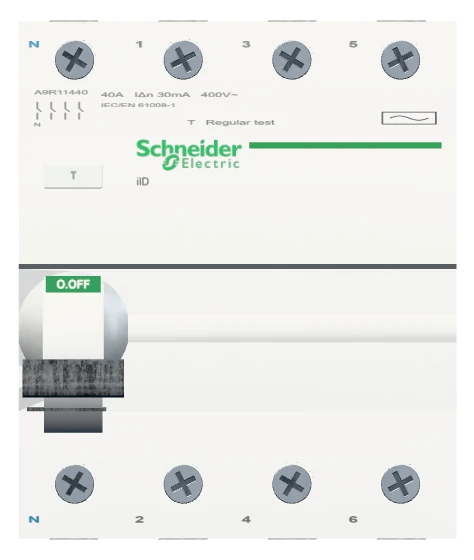 N 1 3 5
A9R11440 40A IΔn 30mA 400V~
IEC/EN 61008-1
N
T Regular test
Schneider
Electric
T
iID
O.OFF
N 2 4 6